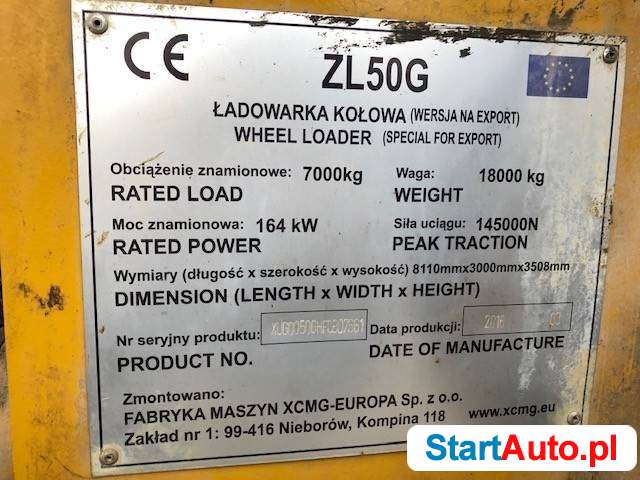 CE ZL50G
ŁADOWARKA KOŁOWA (WERSJA NA EXPORT)
WHEEL LOADER (SPECIAL FOR EXPORT)
Obciążenie znamionowe: 7000kg Waga: 18000 kg
RATED LOAD WEIGHT
Moc znamionowa: 164 kW Siła uciągu: 145000N
RATED POWER PEAK TRACTION
Wymiary (długość x szerokość x wysokość) 8110mmx3000mmx3508mm
DIMENSION (LENGTH x WIDTH x HEIGHT)
Nr seryjny produktu: Data produkcji:
PRODUCT NO. DATE OF MANUFACTURE
Zmontowano:
FABRYKA MASZYN XCMG-EUROPA Sp. z o.o.
Zakład nr 1: 99-416 Nieborów, Kompina 118 www.xcmg.eu
StartAuto.pl